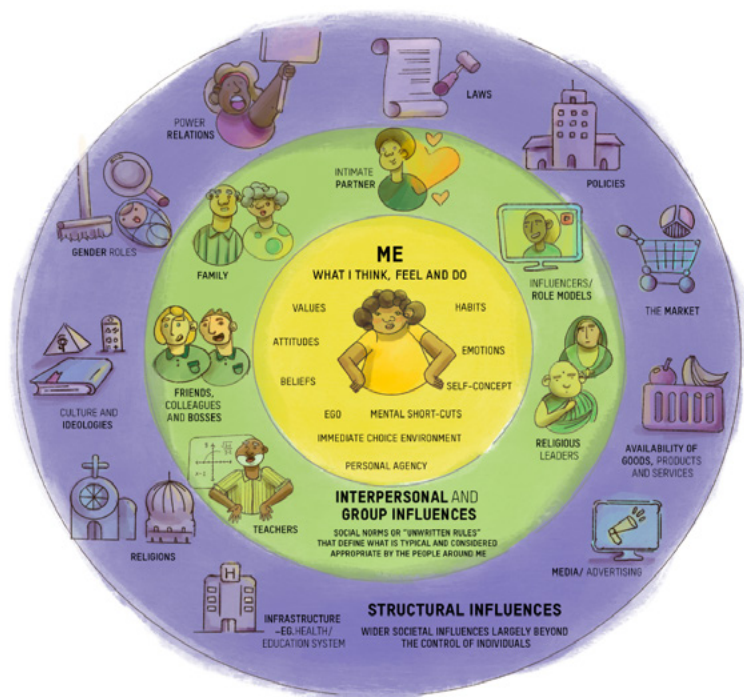 POWER
RELATIONS
LAWS
POLICIES
GENDER ROLES
THE MARKET
CULTURE AND
IDEOLOGIES
AVAILABILITY OF
GOODS, PRODUCTS
AND SERVICES
RELIGIONS
MEDIA/ ADVERTISING
INFRASTRUCTURE
-EG.HEALTH/
EDUCATION SYSTEM
H
STRUCTURAL INFLUENCES
WIDER SOCIETAL INFLUENCES LARGELY BEYOND
THE CONTROL OF INDIVIDUALS
INTIMATE
PARTNER
FAMILY
INFLUENCERS/
ROLE MODELS
FRIENDS,
COLLEAGUES
AND BOSSES
RELIGIOUS
LEADERS
TEACHERS
INTERPERSONAL AND
GROUP INFLUENCES
SOCIAL NORMS OR "UNWRITTEN RULES"
THAT DEFINE WHAT IS TYPICAL AND CONSIDERED
APPROPRIATE BY THE PEOPLE AROUND ME
ME
WHAT I THINK, FEEL AND DO
VALUES
HABITS
ATTITUDES
EMOTIONS
BELIEFS
SELF-CONCEPT
EGO
MENTAL SHORT-CUTS
IMMEDIATE CHOICE ENVIRONMENT
PERSONAL AGENCY